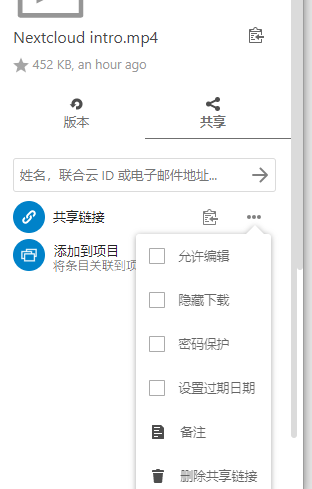 Nextcloud intro.mp4
452 KB, an hour ago
版本
共享
姓名，联合云 ID 或电子邮件地址...
共享链接
添加到项目
将条目关联到项
允许编辑
隐藏下载
密码保护
设置过期日期
备注
删除共享链接